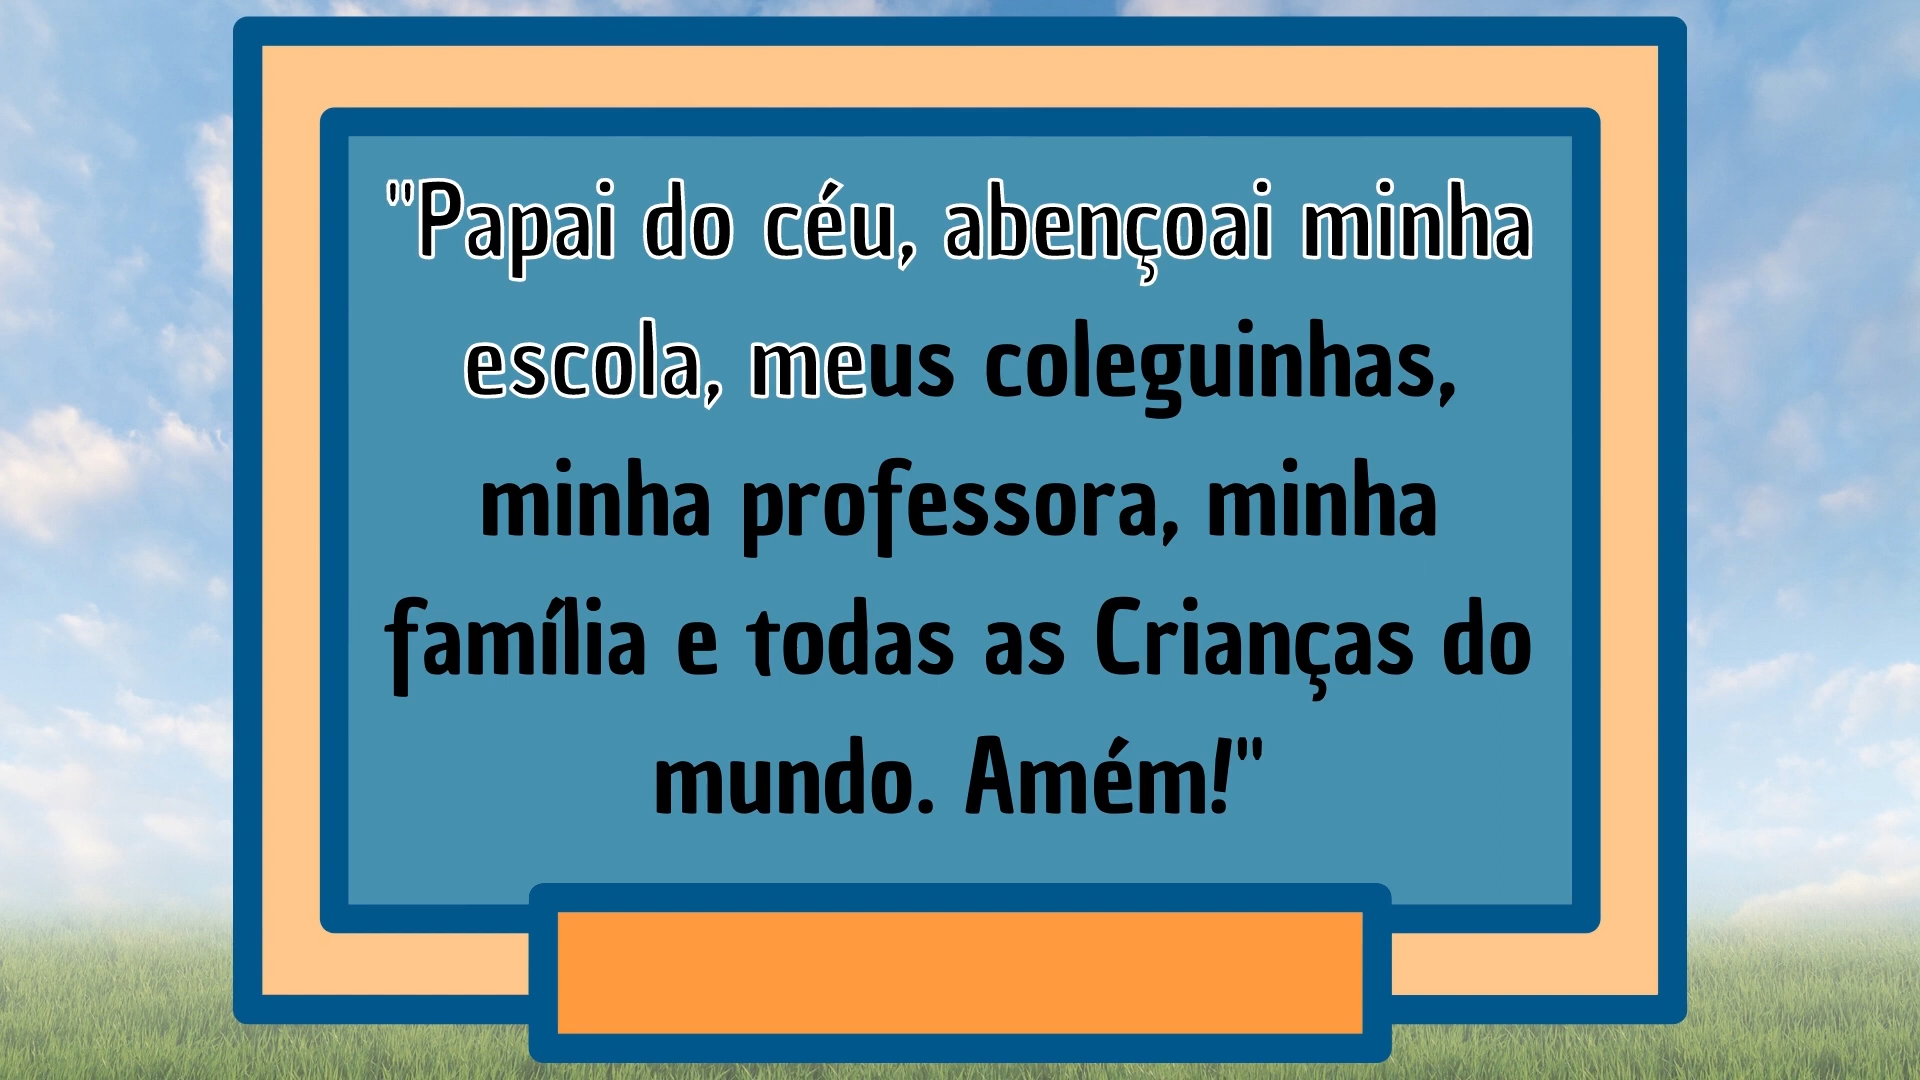 "Papai do céu, abençoai minha
escola, meus coleguinhas,
minha professora, minha
família e todas as Crianças do
mundo. Amém!"